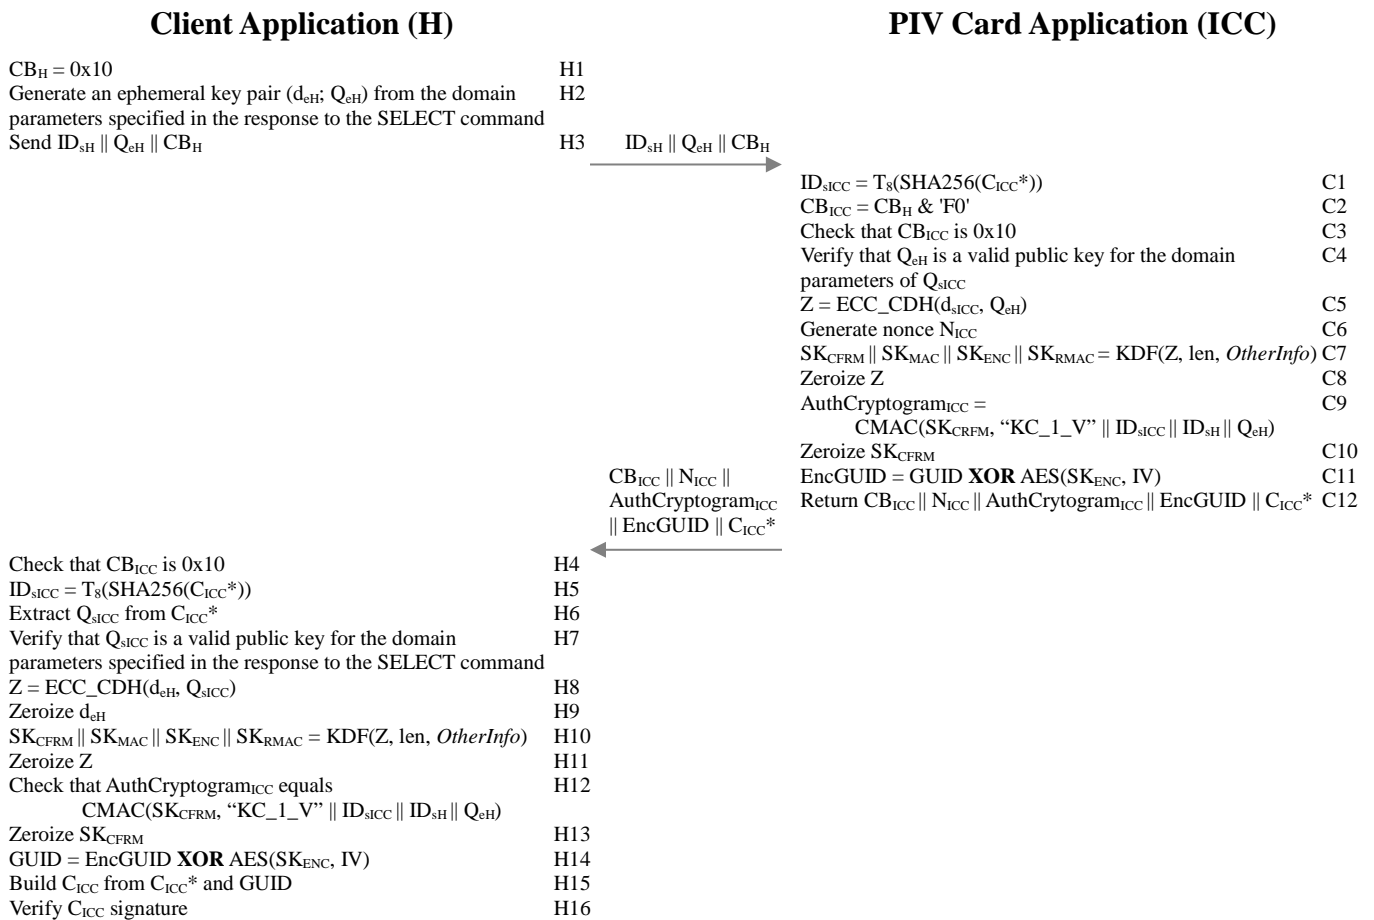 Client Application (H)
PIV Card Application (ICC)
CB_H = 0x10 H1
Generate an ephemeral key pair (d_eH; Q_eH) from the domain H2
parameters specified in the response to the SELECT command
Send ID_sH || Q_eH || CB_H H3
ID_sH || Q_eH || CB_H
ID_sICC = T_8(SHA256(C_ICC*)) C1
CB_ICC = CB_H & 'F0' C2
Check that CB_ICC is 0x10 C3
Verify that Q_eH is a valid public key for the domain C4
parameters of Q_sICC
Z = ECC_CDH(d_sICC, Q_eH) C5
Generate nonce N_ICC C6
SK_CFRM || SK_MAC || SK_ENC || SK_RMAC = KDF(Z, len, OtherInfo) C7
Zeroize Z C8
AuthCryptogram_ICC = C9
CMAC(SK_CRFM, “KC_1_V” || ID_sICC || ID_sH || Q_eH)
Zeroize SK_CFRM C10
EncGUID = GUID XOR AES(SK_ENC, IV) C11
Return CB_ICC || N_ICC || AuthCrytogram_ICC || EncGUID || C_ICC* C12
CB_ICC || N_ICC ||
AuthCryptogram_ICC
|| EncGUID || C_ICC*
Check that CB_ICC is 0x10 H4
ID_sICC = T_8(SHA256(C_ICC*)) H5
Extract Q_sICC from C_ICC* H6
Verify that Q_sICC is a valid public key for the domain H7
parameters specified in the response to the SELECT command
Z = ECC_CDH(d_eH, Q_sICC) H8
Zeroize d_eH H9
SK_CFRM || SK_MAC || SK_ENC || SK_RMAC = KDF(Z, len, OtherInfo) H10
Zeroize Z H11
Check that AuthCryptogram_ICC equals H12
CMAC(SK_CFRM, “KC_1_V” || ID_sICC || ID_sH || Q_eH)
Zeroize SK_CFRM H13
GUID = EncGUID XOR AES(SK_ENC, IV) H14
Build C_ICC from C_ICC* and GUID H15
Verify C_ICC signature H16